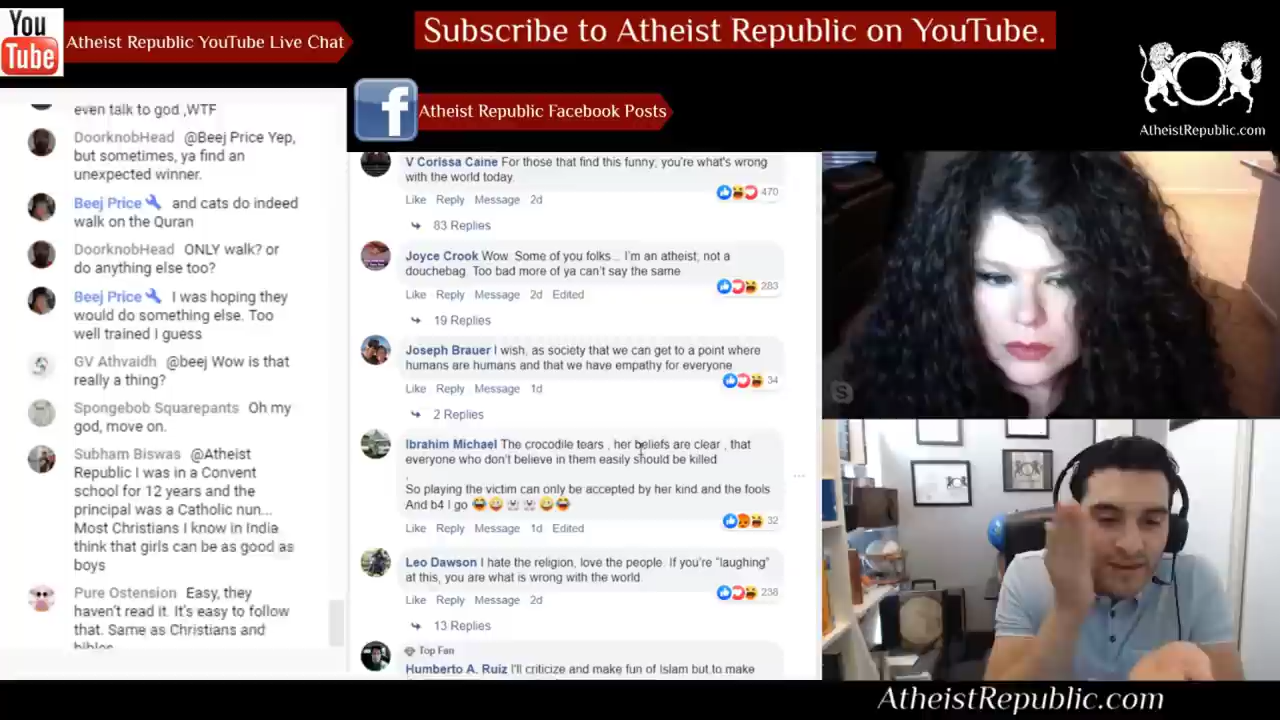 You
Tube
Atheist Republic YouTube Live Chat
Subscribe to Atheist Republic on YouTube.
AtheistRepublic.com
f
Atheist Republic Facebook Posts
even talk to god ,WTF
DoorknobHead @Beej Price Yep,
but sometimes, ya find an
unexpected winner.
Beej Price and cats do indeed
walk on the Quran
DoorknobHead ONLY walk? or
do anything else too?
Beej Price I was hoping they
would do something else. Too
well trained I guess
GV Athvaidh @beej Wow is that
really a thing?
Spongebob Squarepants Oh my
god, move on.
Subham Biswas @Atheist
Republic I was in a Convent
school for 12 years and the
principal was a Catholic nun...
Most Christians I know in India
think that girls can be as good as
boys
Pure Ostension Easy, they
haven't read it. It's easy to follow
that. Same as Christians and
bibles
V Corissa Caine For those that find this funny, you're what's wrong
with the world today.
470
Like Reply Message 2d
83 Replies
Joyce Crook Wow. Some of you folks... I'm an atheist, not a
douchebag. Too bad more of ya can't say the same
283
Like Reply Message 2d Edited
19 Replies
Joseph Brauer I wish, as society that we can get to a point where
humans are humans and that we have empathy for everyone
34
Like Reply Message 1d
2 Replies
Ibrahim Michael The crocodile tears , her beliefs are clear , that
everyone who don't believe in them easily should be killed
.
So playing the victim can only be accepted by her kind and the fools
And b4 I go 😂😀☠☠😀😂
32
Like Reply Message 1d Edited
Leo Dawson I hate the religion, love the people. If you're "laughing"
at this, you are what is wrong with the world.
238
Like Reply Message 2d
13 Replies
Top Fan
Humberto A. Ruiz I'll criticize and make fun of Islam but to make
AtheistRepublic.com